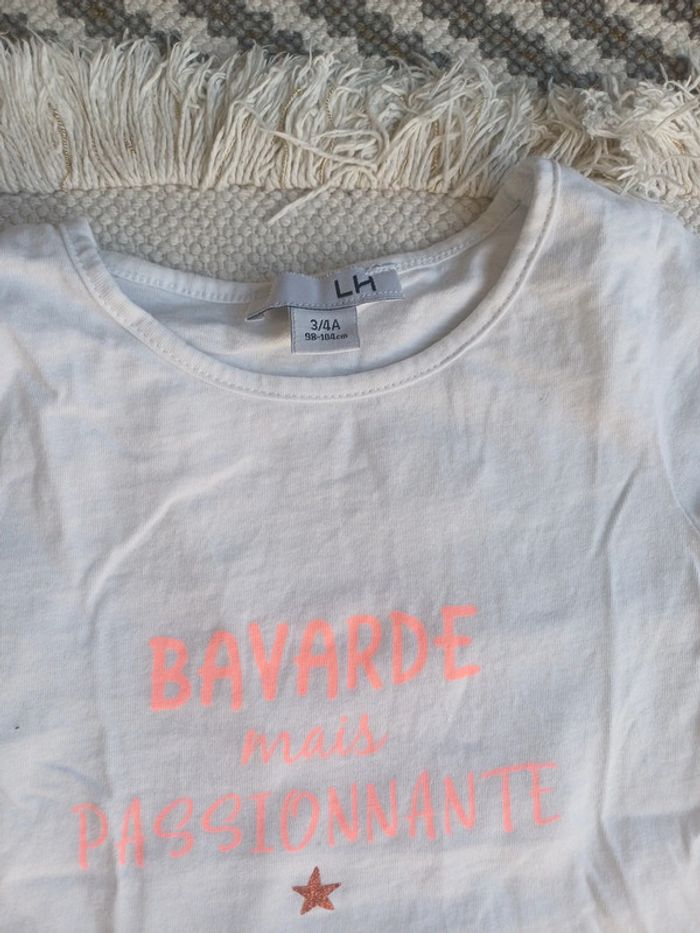 LH
3/4A
98-104cm
BAVARDE
mais
PASSIONNANTE